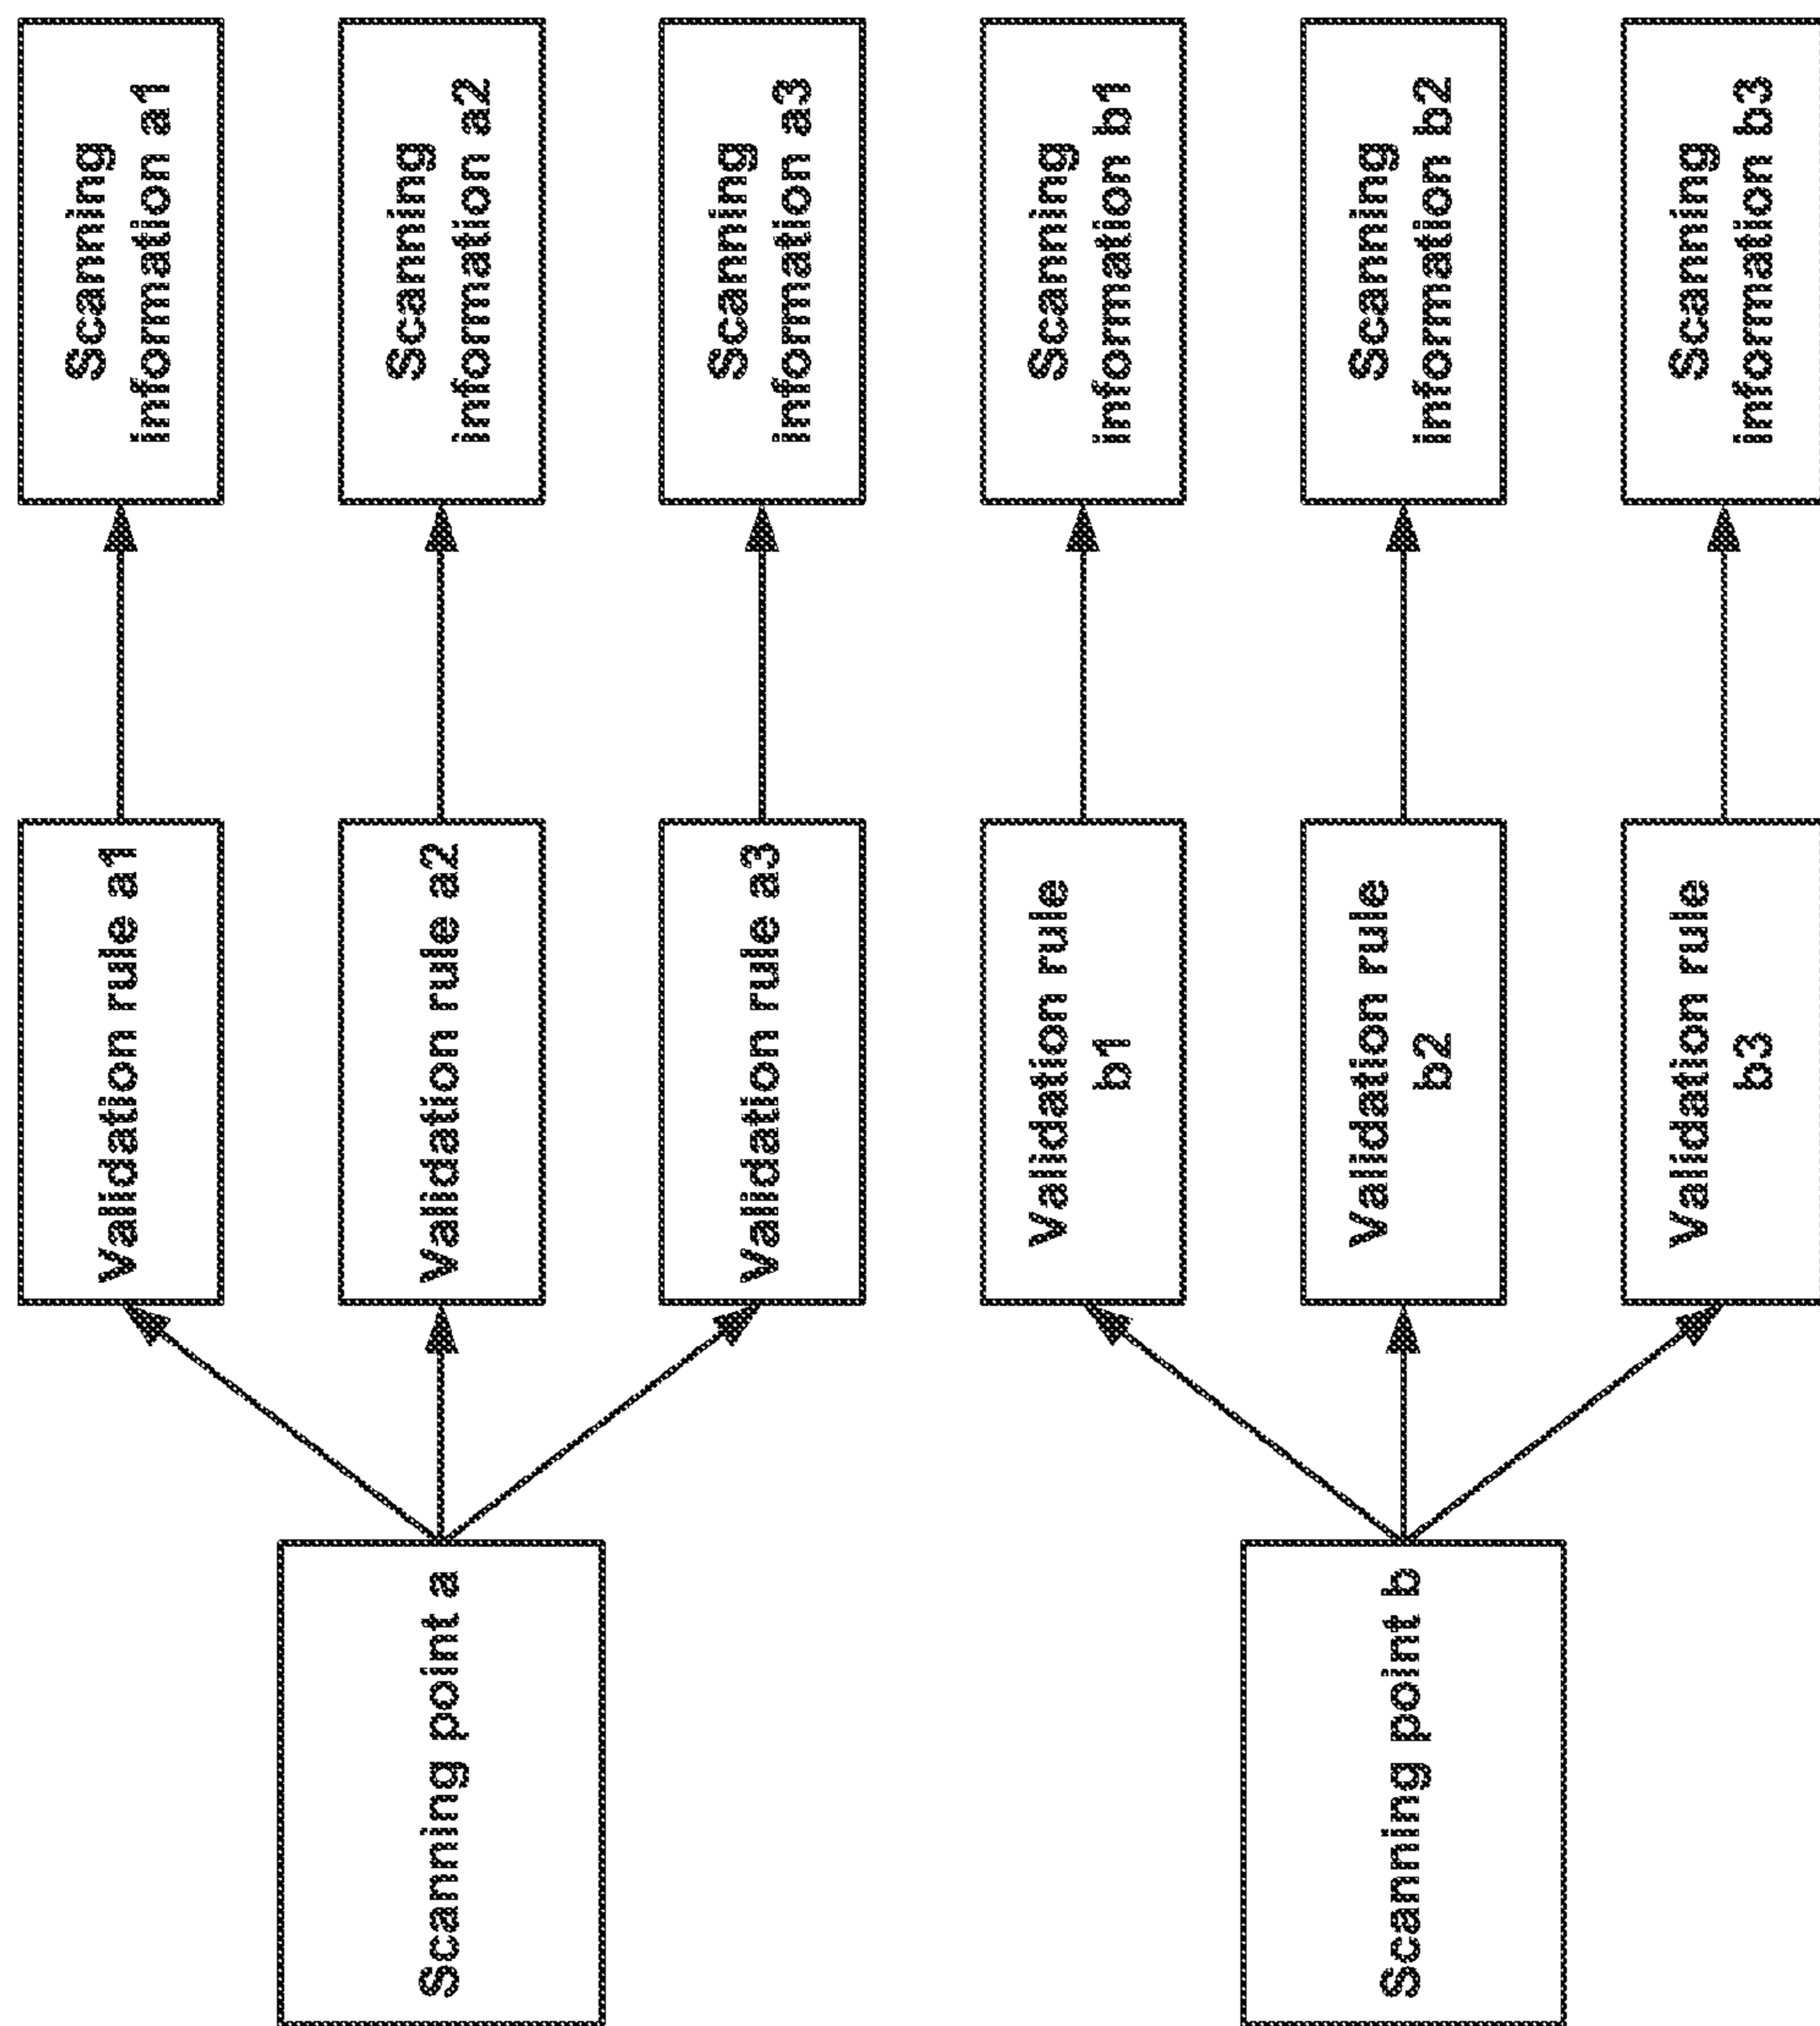 Scanning point a
Validation rule a1
Scanning
information a1
Validation rule a2
Scanning
information a2
Validation rule a3
Scanning
information a3
Scanning point b
Validation rule
b1
Scanning
information b1
Validation rule
b2
Scanning
information b2
Validation rule
b3
Scanning
information b3